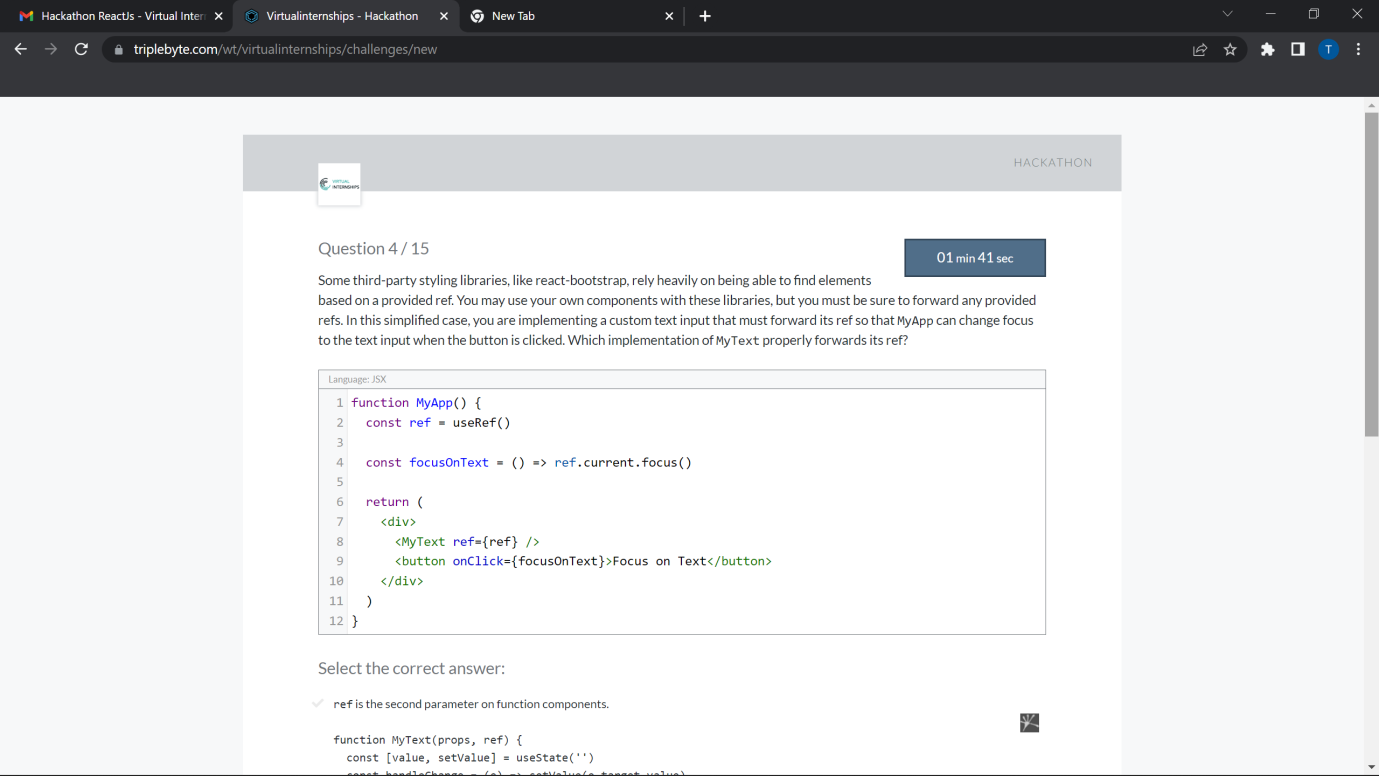 Hackathon ReactJs - Virtual Inter
Virtualinternships - Hackathon
New Tab
triplebyte.com/wt/virtualinternships/challenges/new
T
HACKATHON
VIRTUAL
INTERNSHIPS
Question 4 / 15
01 min 41 sec
Some third-party styling libraries, like react-bootstrap, rely heavily on being able to find elements
based on a provided ref. You may use your own components with these libraries, but you must be sure to forward any provided
refs. In this simplified case, you are implementing a custom text input that must forward its ref so that MyApp can change focus
to the text input when the button is clicked. Which implementation of MyText properly forwards its ref?
Language: JSX
1 function MyApp() {
2 const ref = useRef()
3
4 const focusOnText = () => ref.current.focus()
5
6 return (
7 <div>
8 <MyText ref={ref} />
9 <button onClick={focusOnText}>Focus on Text</button>
10 </div>
11 )
12 }
Select the correct answer:
ref is the second parameter on function components.
function MyText(props, ref) {
const [value, setValue] = useState('')
const handleChange = (e) => setValue(e.target.value)